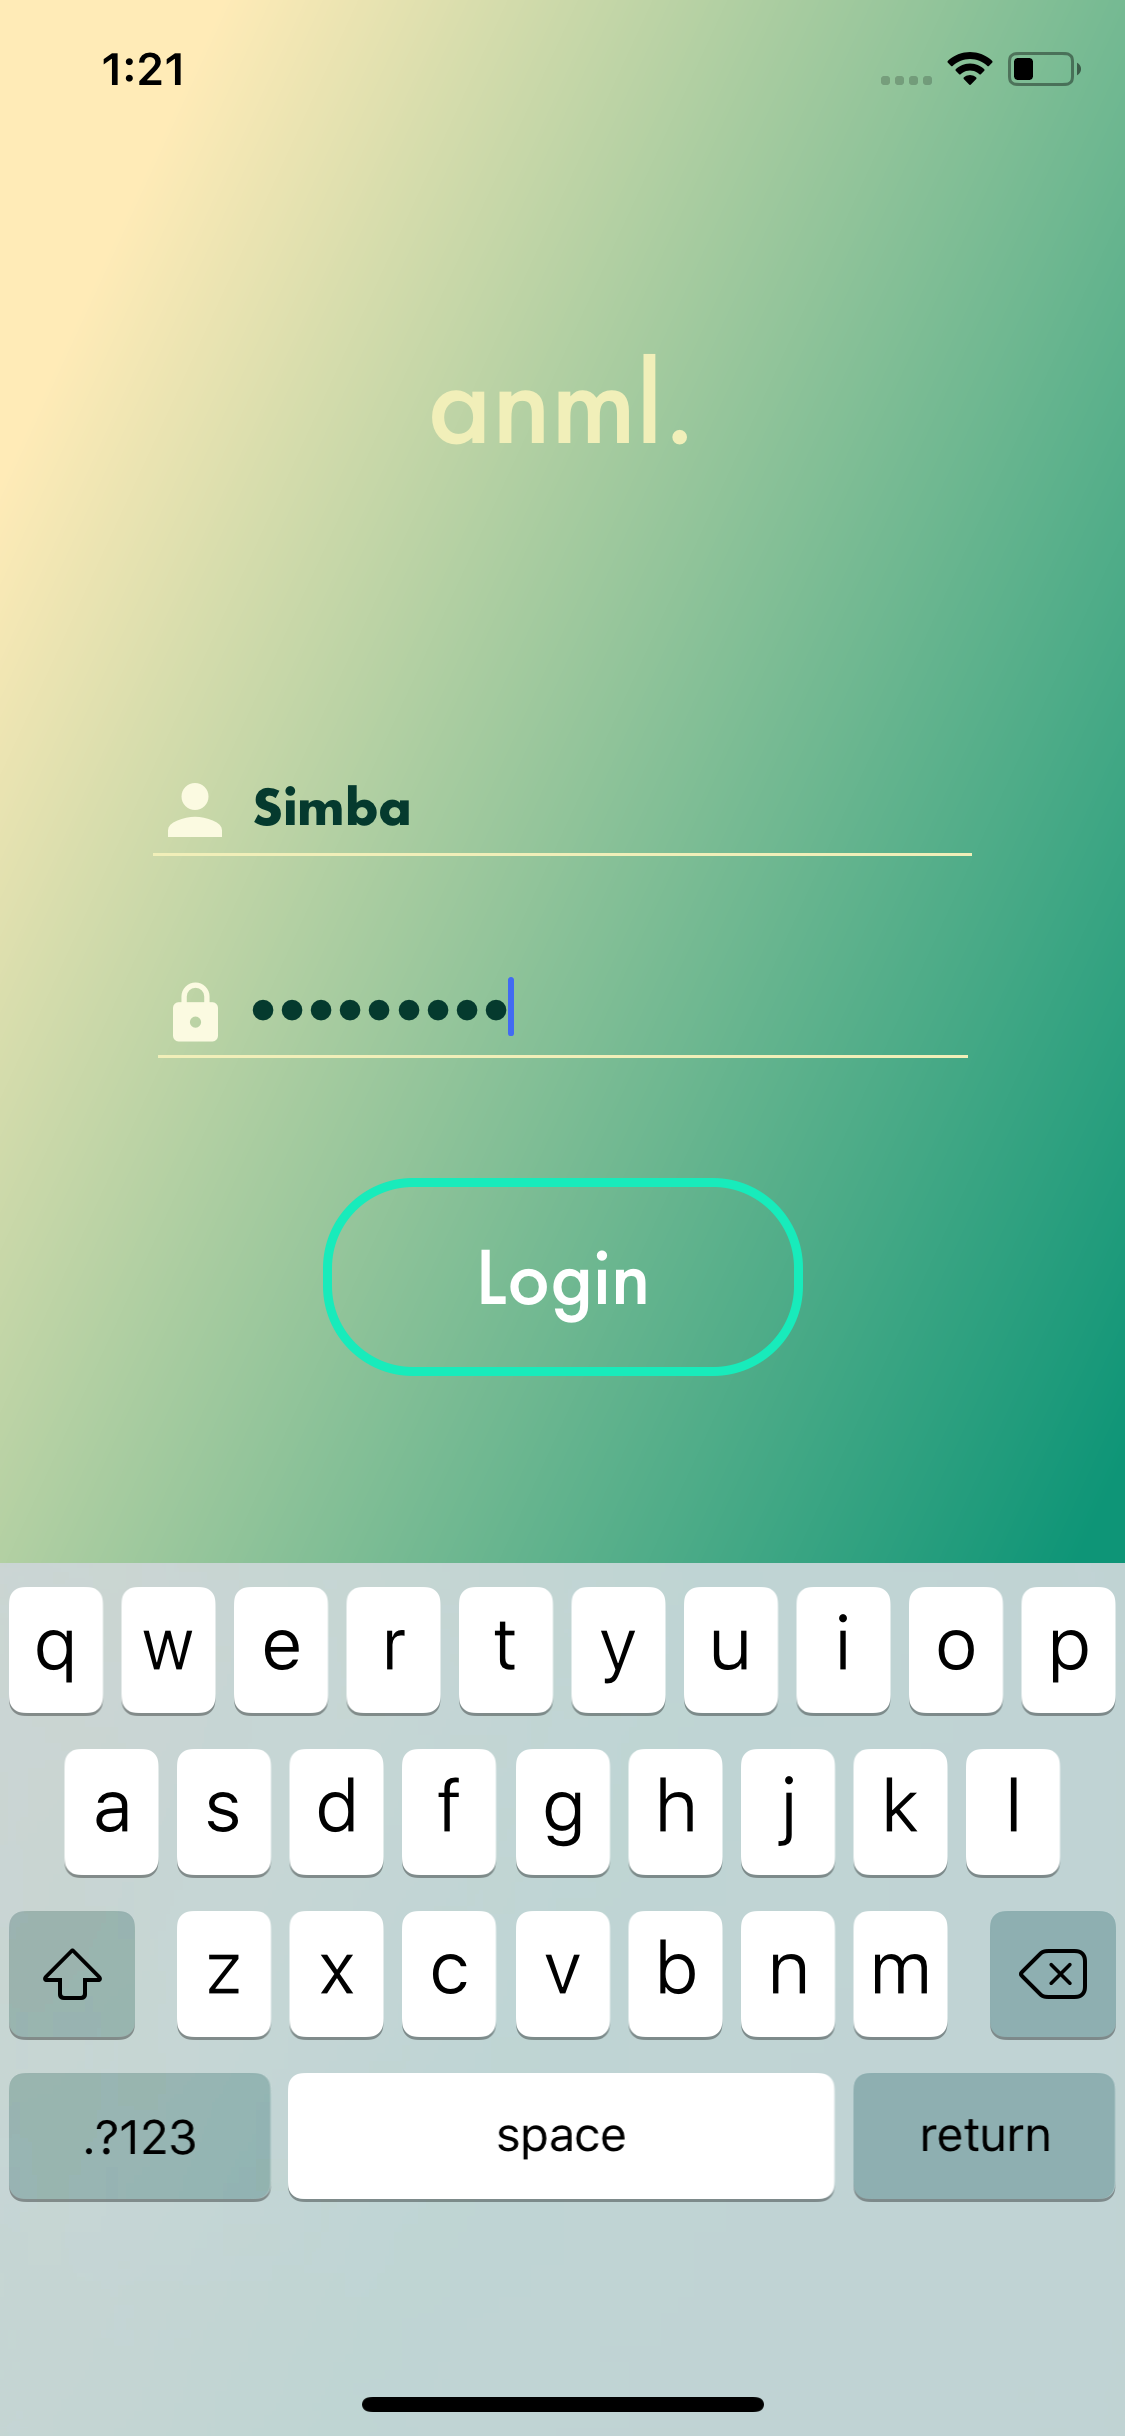 1:21
anml.
Simba
•••••••••
Login
q w e r t y u i o p
a s d f g h j k l
z x c v b n m
.?123 space return